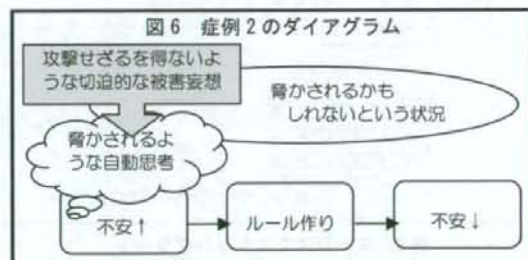 図6 症例2のダイアグラム
攻撃せざるを得ないよ
うな切迫的な被害妄想
脅かされるかも
しれないという状況
脅かされるよ
うな自動思考
不安↑
ルール作り
不安↓